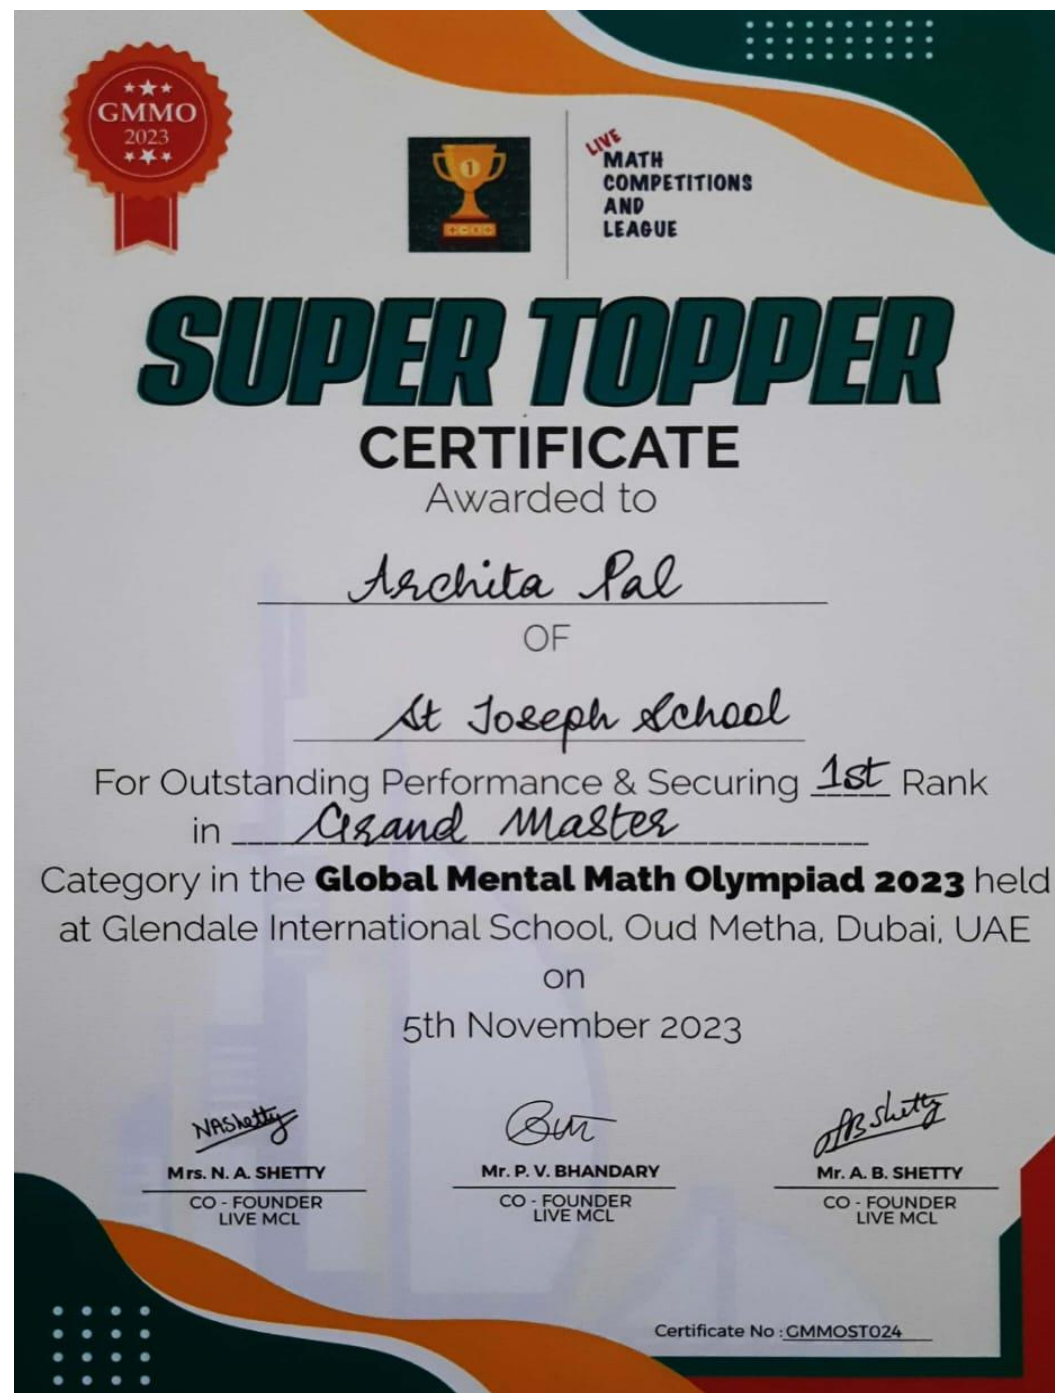 GMMO
2023
LIVE
MATH
COMPETITIONS
AND
LEAGUE
SUPER TOPPER
CERTIFICATE
Awarded to
Archita Pal
OF
St Joseph School
For Outstanding Performance & Securing 1st Rank
in Grand Master
Category in the Global Mental Math Olympiad 2023 held
at Glendale International School, Oud Metha, Dubai, UAE
on
5th November 2023
NAShetty
ABShetty
Mrs. N. A. SHETTY
Mr. P. V. BHANDARY
Mr. A. B. SHETTY
CO - FOUNDER
LIVE MCL
CO - FOUNDER
LIVE MCL
CO - FOUNDER
LIVE MCL
Certificate No : GMMOST024